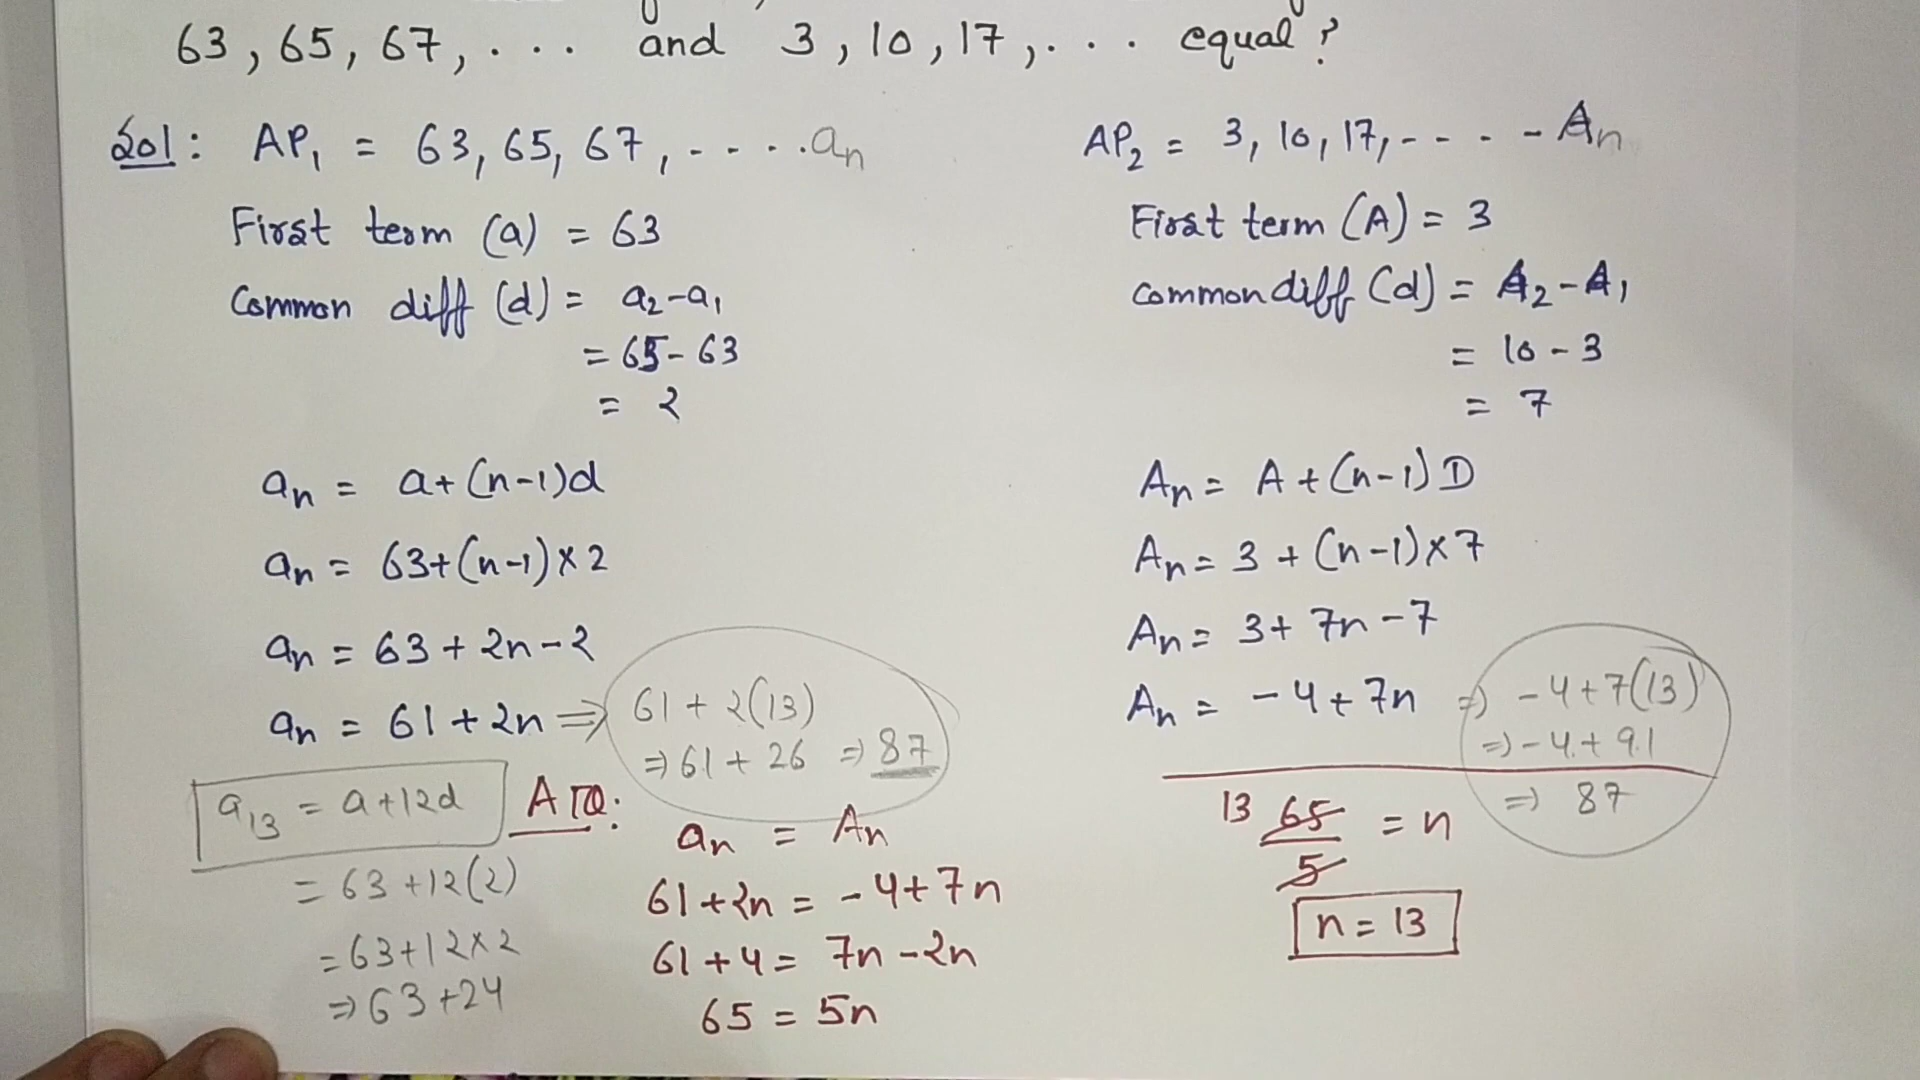 63, 65, 67, . . . and 3, 10, 17, . . . equal?
Sol: AP₁ = 63, 65, 67, - - - . . aₙ
First term (a) = 63
Common diff (d) = a₂-a₁
= 65-63
= 2
aₙ = a+(n-1)d
aₙ = 63+(n-1)×2
aₙ = 63+2n-2
aₙ = 61+2n ⇒ 61+2(13)
⇒ 61+26 ⇒ 87
a₁₃ = a+12d
= 63+12(2)
= 63+12×2
⇒ 63+24
AP₂ = 3, 10, 17, - - - - - Aₙ
First term (A) = 3
Common diff (d) = A₂-A₁
= 10-3
= 7
Aₙ = A+(n-1)D
Aₙ = 3+(n-1)×7
Aₙ = 3+7n-7
Aₙ = -4+7n ⇒ -4+7(13)
⇒ -4+91
⇒ 87
ATQ:
aₙ = Aₙ
61+2n = -4+7n
61+4 = 7n-2n
65 = 5n
13 65/5 = n
n = 13